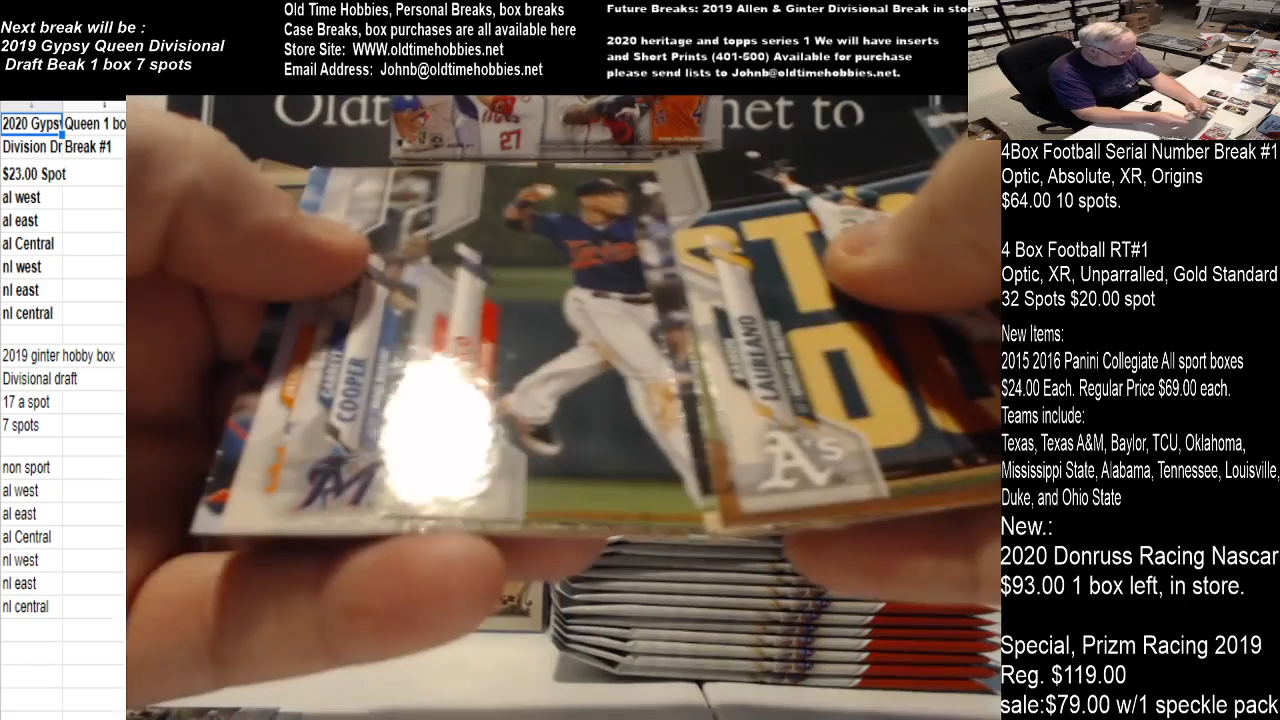 Next break will be :
2019 Gypsy Queen Divisional
Draft Beak 1 box 7 spots
Old Time Hobbies, Personal Breaks, box breaks
Case Breaks, box purchases are all available here
Store Site: WWW.oldtimehobbies.net
Email Address: Johnb@oldtimehobbies.net
Future Breaks: 2019 Allen & Ginter Divisional Break in store
2020 heritage and topps series 1 We will have inserts
and Short Prints (401-500) Available for purchase
please send lists to Johnb@oldtimehobbies.net.
2020 Gypsy Queen 1 bo
Division Dr Break #1
$23.00 Spot
al west
al east
al Central
nl west
nl east
nl central
2019 ginter hobby box
Divisional draft
17 a spot
7 spots
non sport
al west
al east
al Central
nl west
nl east
nl central
Oldt
net to
27
COOPER
LAUREANO
A's
4Box Football Serial Number Break #1
Optic, Absolute, XR, Origins
$64.00 10 spots.
4 Box Football RT#1
Optic, XR, Unparralled, Gold Standard
32 Spots $20.00 spot
New Items:
2015 2016 Panini Collegiate All sport boxes
$24.00 Each. Regular Price $69.00 each.
Teams include:
Texas, Texas A&M, Baylor, TCU, Oklahoma,
Mississippi State, Alabama, Tennessee, Louisville,
Duke, and Ohio State
New.:
2020 Donruss Racing Nascar
$93.00 1 box left, in store.
Special, Prizm Racing 2019
Reg. $119.00
sale:$79.00 w/1 speckle pack